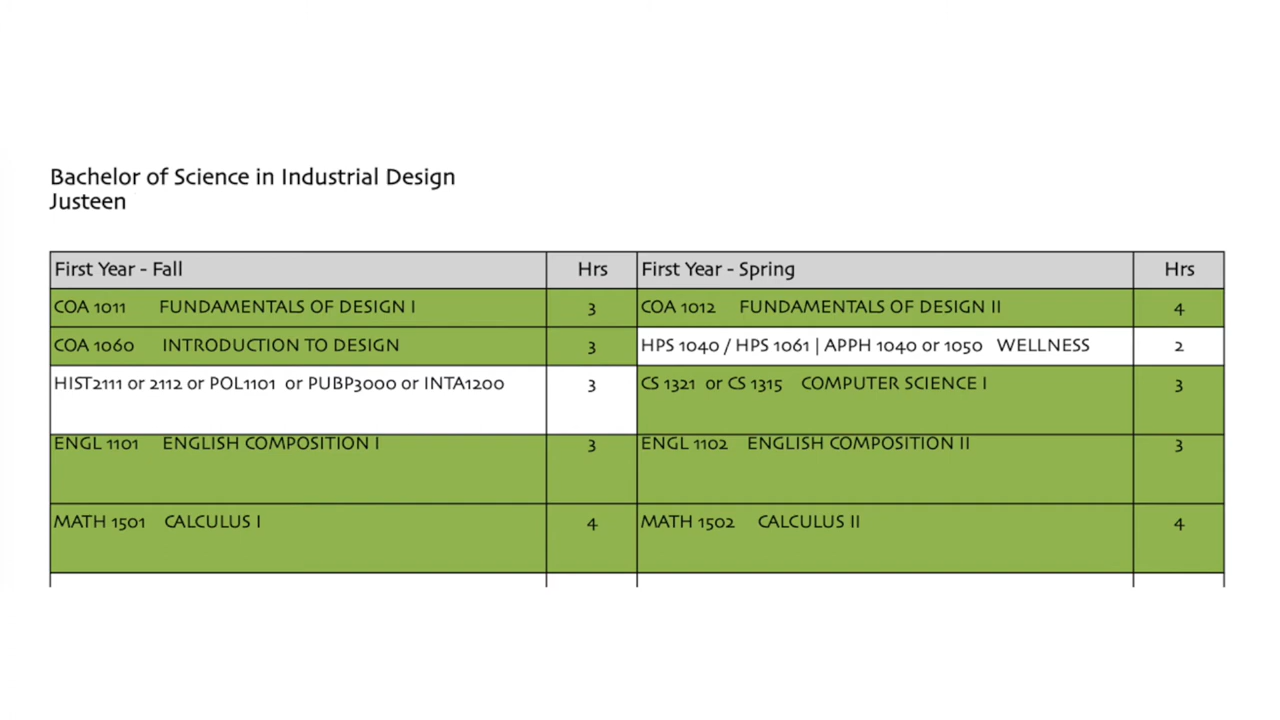 Bachelor of Science in Industrial Design
Justeen
First Year - Fall Hrs First Year - Spring Hrs
COA 1011 FUNDAMENTALS OF DESIGN I 3 COA 1012 FUNDAMENTALS OF DESIGN II 4
COA 1060 INTRODUCTION TO DESIGN 3 HPS 1040 / HPS 1061 | APPH 1040 or 1050 WELLNESS 2
HIST2111 or 2112 or POL1101 or PUBP3000 or INTA1200 3 CS 1321 or CS 1315 COMPUTER SCIENCE I 3
ENGL 1101 ENGLISH COMPOSITION I 3 ENGL 1102 ENGLISH COMPOSITION II 3
MATH 1501 CALCULUS I 4 MATH 1502 CALCULUS II 4